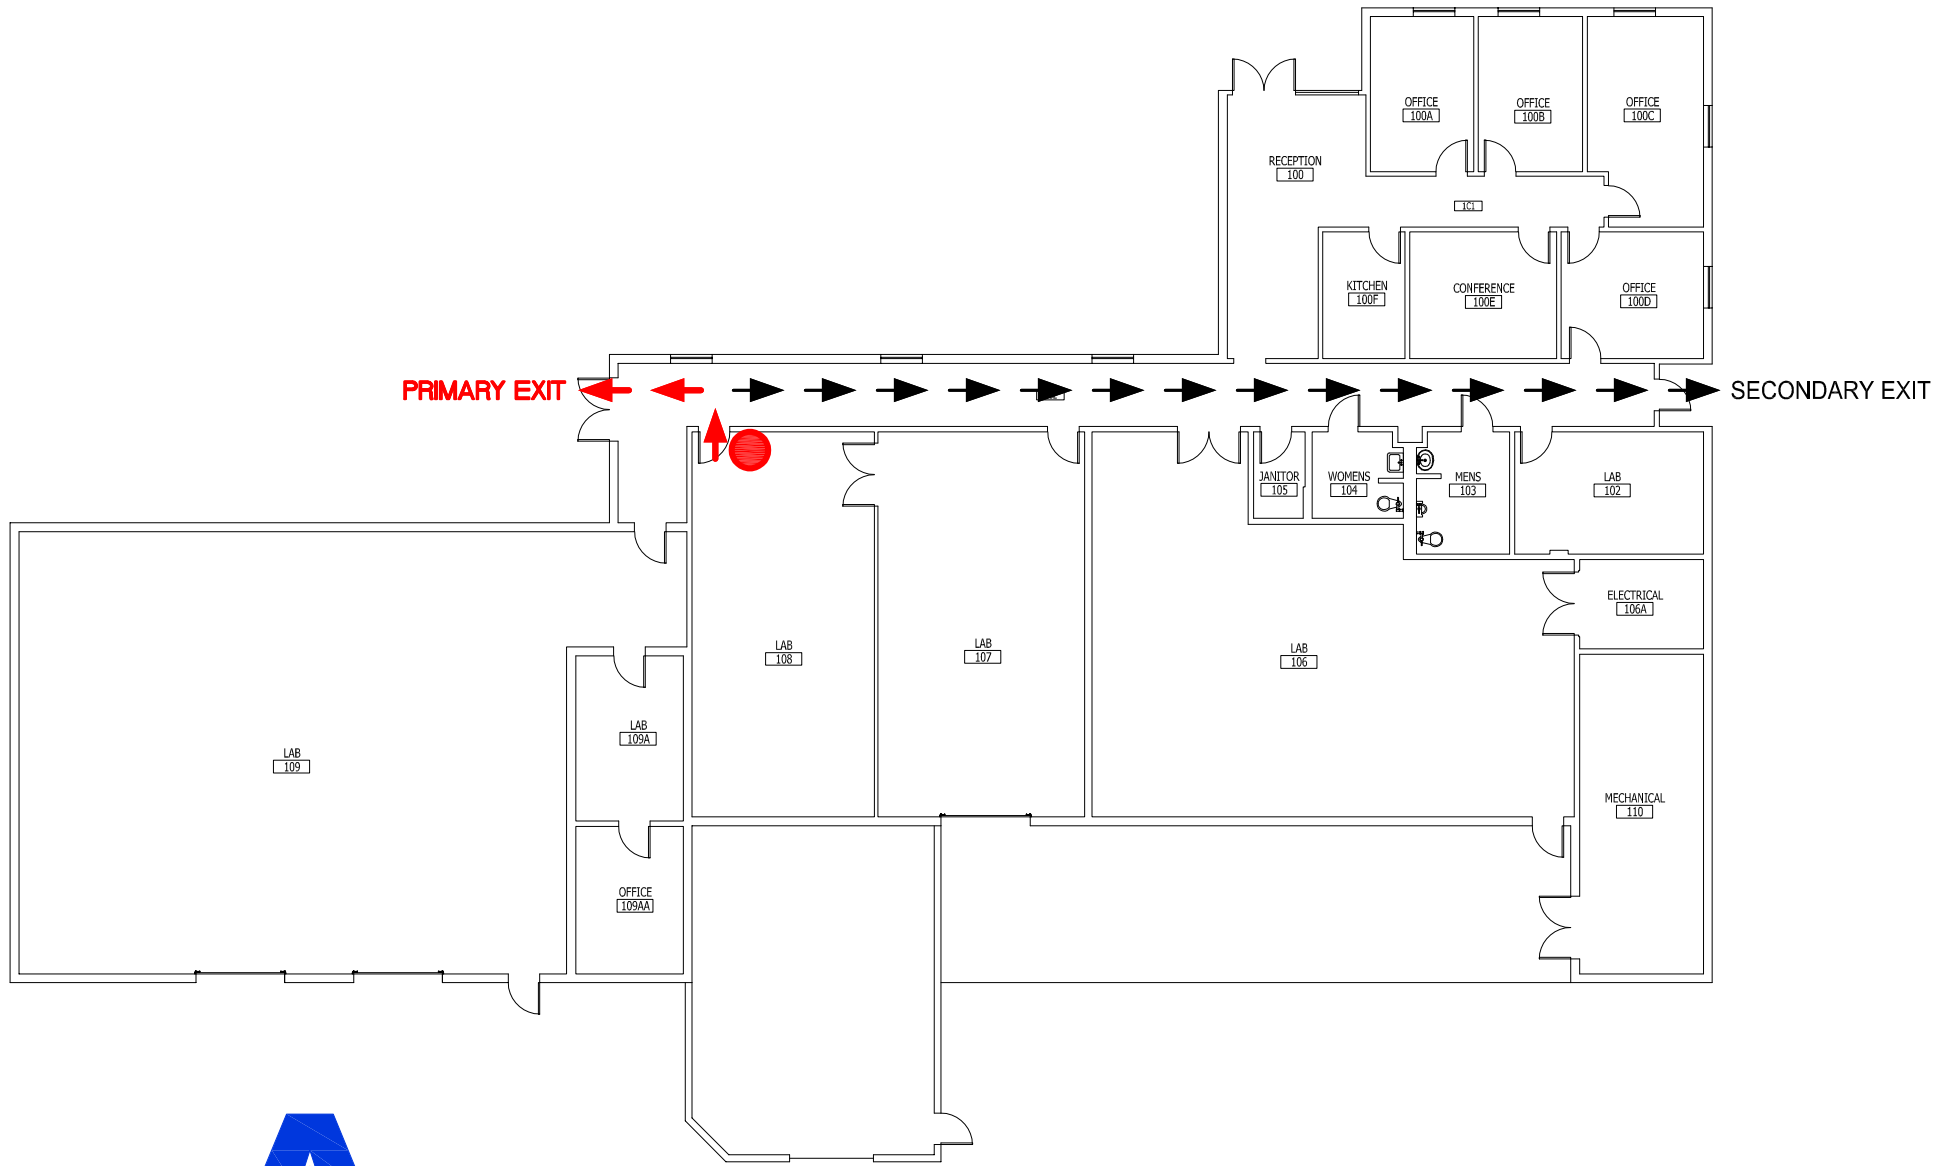 OFFICE
100A
OFFICE
100B
OFFICE
100C
RECEPTION
100
1C1
KITCHEN
100F
CONFERENCE
100E
OFFICE
100D
PRIMARY EXIT
SECONDARY EXIT
JANITOR
105
WOMENS
104
MENS
103
LAB
102
ELECTRICAL
106A
LAB
108
LAB
107
LAB
106
LAB
109A
LAB
109
MECHANICAL
110
OFFICE
109AA